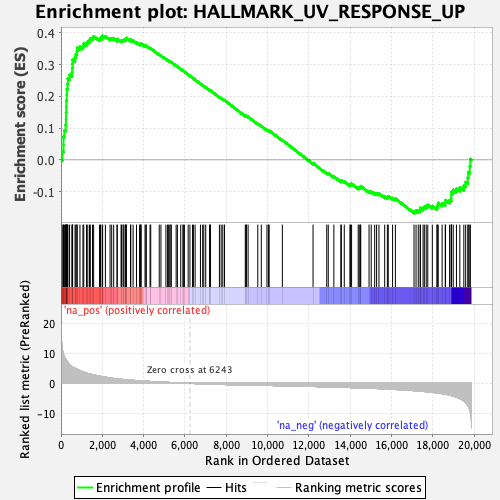 Enrichment plot: HALLMARK_UV_RESPONSE_UP
Enrichment score (ES)
0.4
0.3
0.2
0.1
0.0
-0.1
'na_pos' (positively correlated)
Ranked list metric (PreRanked)
20
10
0
-10
Zero cross at 6243
'na_neg' (negatively correlated)
0
2,000
4,000
6,000
8,000
10,000
12,000
14,000
16,000
18,000
20,000
Rank in Ordered Dataset
Enrichment profile
Hits
Ranking metric scores